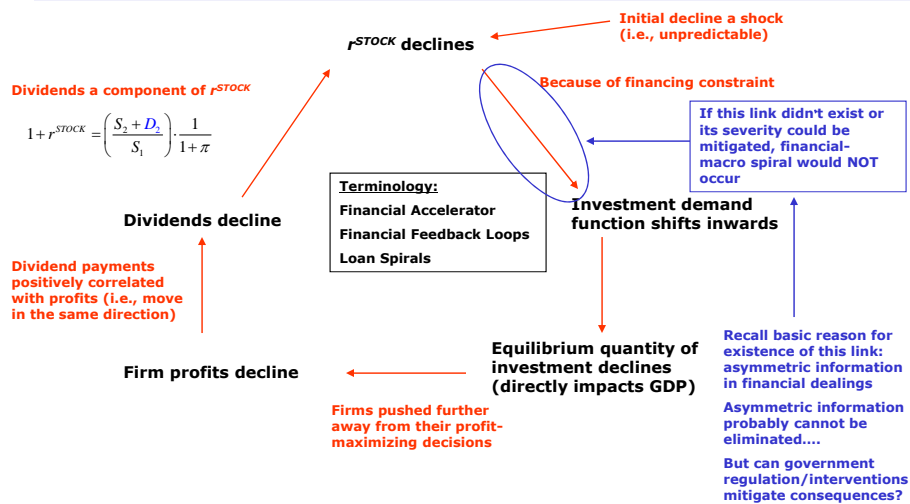 Initial decline a shock
(i.e., unpredictable)
r^STOCK declines
Because of financing constraint
Dividends a component of r^STOCK
1 + r^STOCK = ((S_2 + D_2) / S_1) · 1 / (1 + π)
If this link didn't exist or
its severity could be
mitigated, financial-
macro spiral would NOT
occur
Terminology:
Financial Accelerator
Financial Feedback Loops
Loan Spirals
Investment demand
function shifts inwards
Dividends decline
Dividend payments
positively correlated
with profits (i.e., move
in the same direction)
Equilibrium quantity of
investment declines
(directly impacts GDP)
Firm profits decline
Firms pushed further
away from their profit-
maximizing decisions
Recall basic reason for
existence of this link:
asymmetric information
in financial dealings
Asymmetric information
probably cannot be
eliminated....
But can government
regulation/interventions
mitigate consequences?